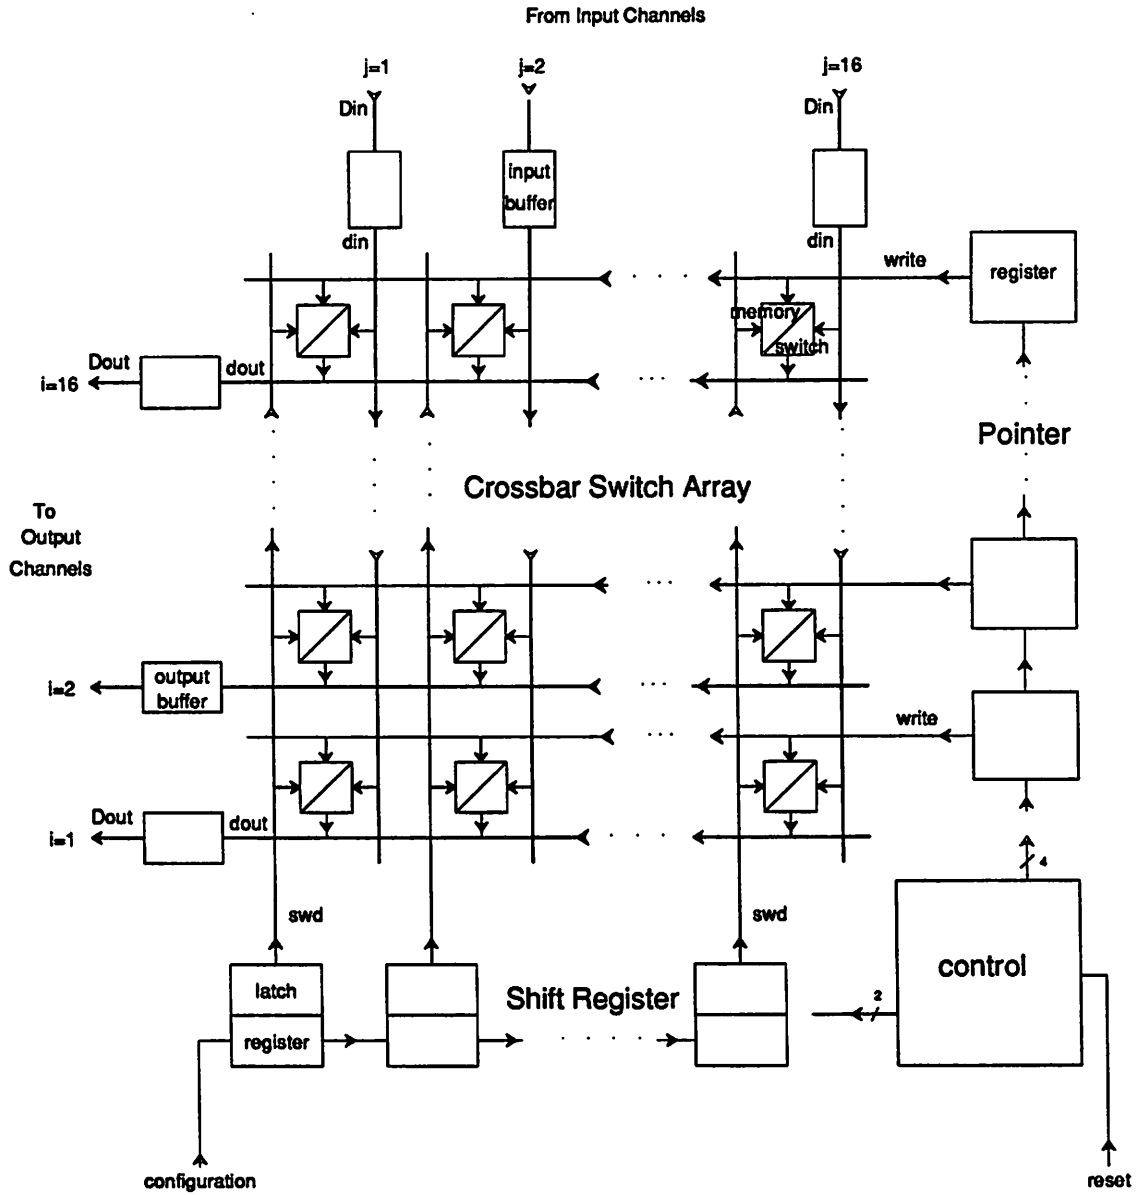 From Input Channels
j=1
j=2
j=16
Din
Din
input
buffer
din
din
write
register
memory
switch
Dout
dout
i=16
Pointer
Crossbar Switch Array
To
Output
Channels
output
buffer
i=2
write
Dout
dout
i=1
4
swd
swd
control
latch
Shift Register
2
register
configuration
reset